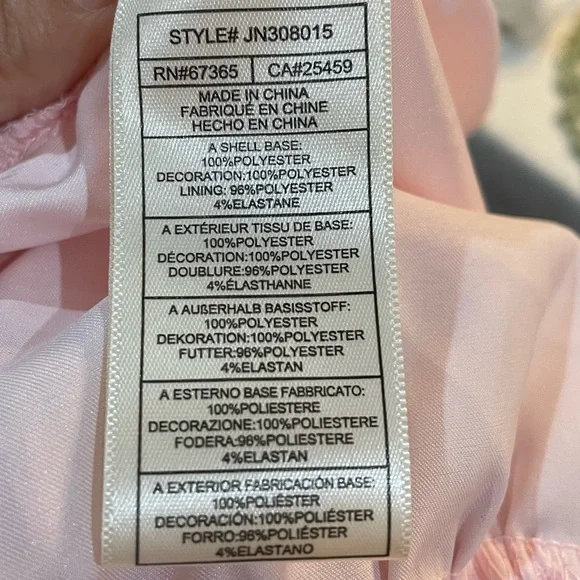 STYLE# JN308015
RN#67365 CA#25459
MADE IN CHINA
FABRIQUÉ EN CHINE
HECHO EN CHINA
A SHELL BASE:
100%POLYESTER
DECORATION:100%POLYESTER
LINING: 96%POLYESTER
4%ELASTANE
A EXTÉRIEUR TISSU DE BASE:
100%POLYESTER
DÉCORATION:100%POLYESTER
DOUBLURE:96%POLYESTER
4%ÉLASTHANNE
A AUßERHALB BASISSTOFF:
100%POLYESTER
DEKORATION:100%POLYESTER
FUTTER:96%POLYESTER
4%ELASTAN
A ESTERNO BASE FABBRICATO:
100%POLIESTERE
DECORAZIONE:100%POLIESTERE
FODERA:96%POLIESTERE
4%ELASTAN
A EXTERIOR FABRICACIÓN BASE:
100%POLIÉSTER
DECORACIÓN:100%POLIÉSTER
FORRO:96%POLIÉSTER
4%ELASTANO